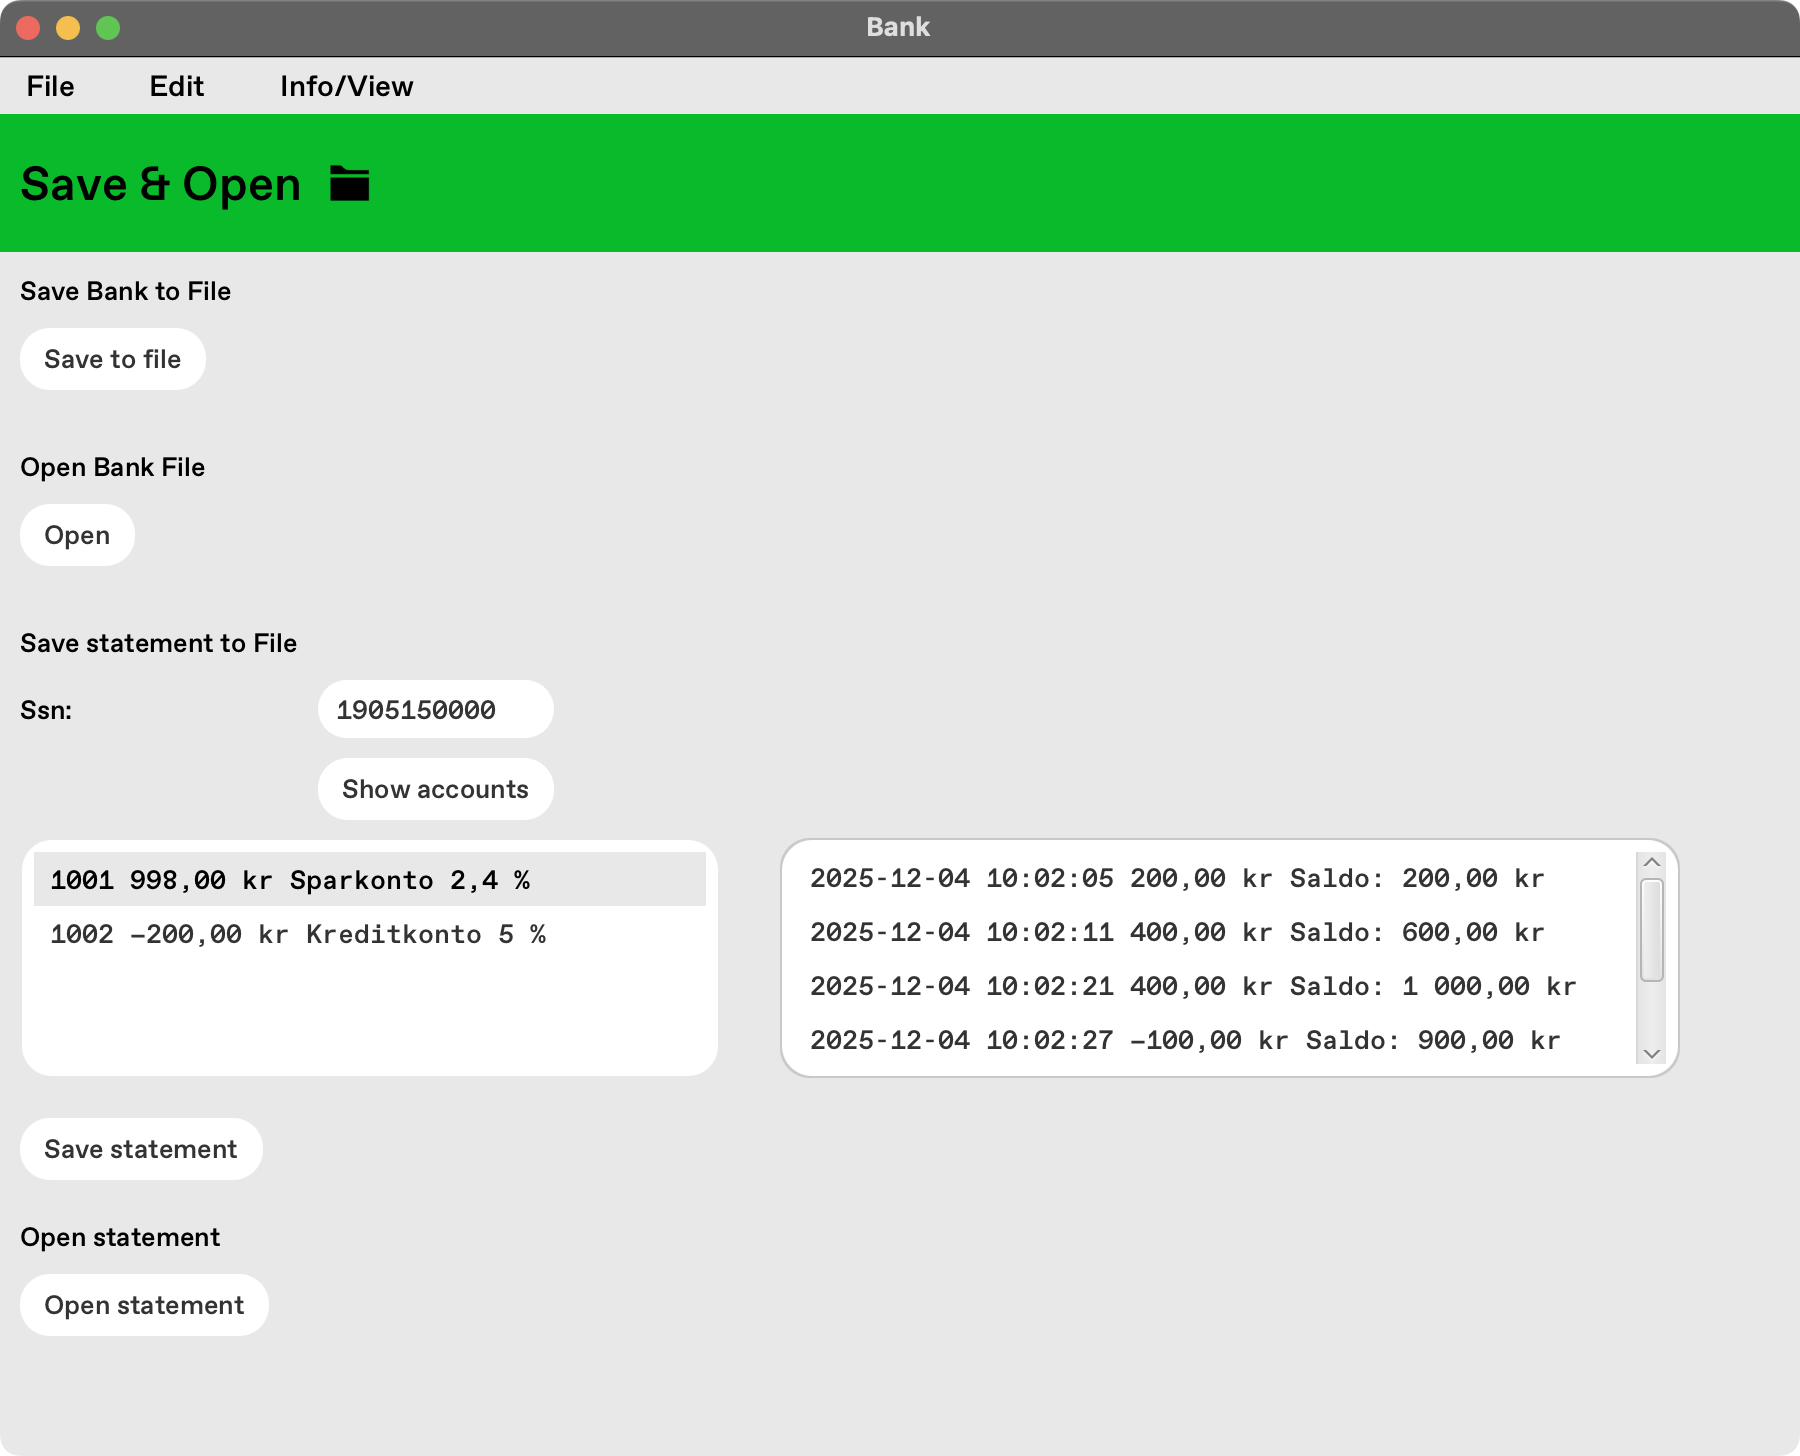 Bank
File Edit Info/View
Save & Open
Save Bank to File
Save to file
Open Bank File
Open
Save statement to File
Ssn: 1905150000
Show accounts
1001 998,00 kr Sparkonto 2,4 %
1002 −200,00 kr Kreditkonto 5 %
2025-12-04 10:02:05 200,00 kr Saldo: 200,00 kr
2025-12-04 10:02:11 400,00 kr Saldo: 600,00 kr
2025-12-04 10:02:21 400,00 kr Saldo: 1 000,00 kr
2025-12-04 10:02:27 −100,00 kr Saldo: 900,00 kr
Save statement
Open statement
Open statement